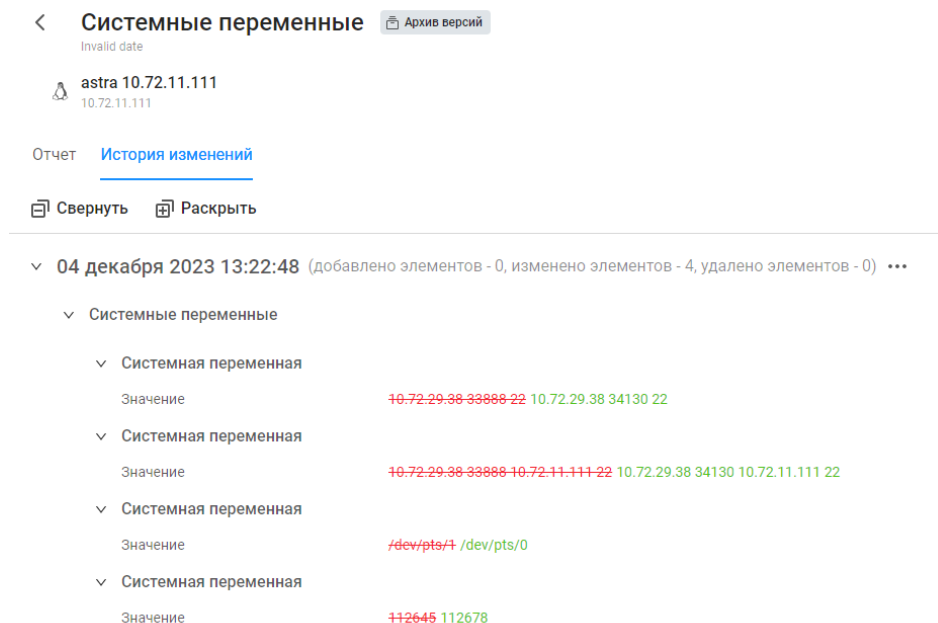 Системные переменные Архив версий
Invalid date
astra 10.72.11.111
10.72.11.111
Отчет История изменений
Свернуть Раскрыть
04 декабря 2023 13:22:48 (добавлено элементов - 0, изменено элементов - 4, удалено элементов - 0) •••
Системные переменные
Системная переменная
Значение 10.72.29.38 33888 22 10.72.29.38 34130 22
Системная переменная
Значение 10.72.29.38 33888 10.72.11.111 22 10.72.29.38 34130 10.72.11.111 22
Системная переменная
Значение /dev/pts/1 /dev/pts/0
Системная переменная
Значение 112645 112678